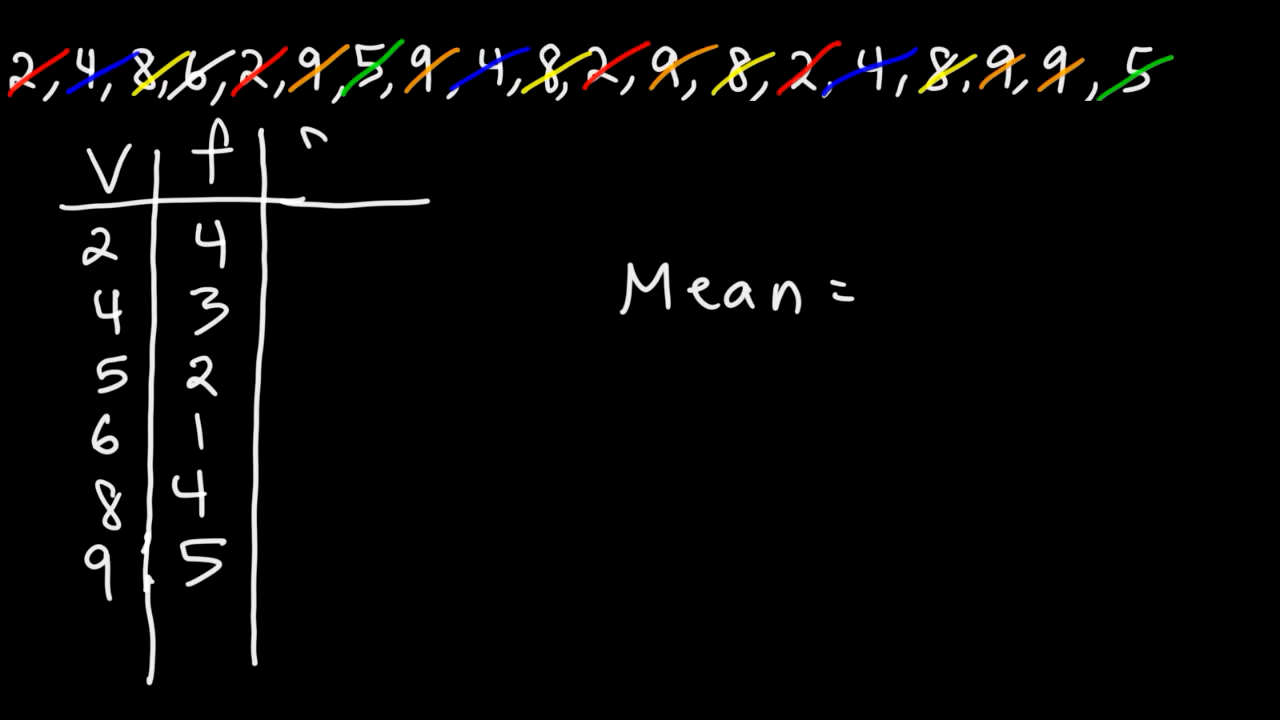 2, 4, 8, 6, 2, 9, 5, 9, 4, 8, 2, 9, 8, 2, 4, 8, 9, 9, 5
V f
2 4
4 3
5 2
6 1
8 4
9 5
Mean =